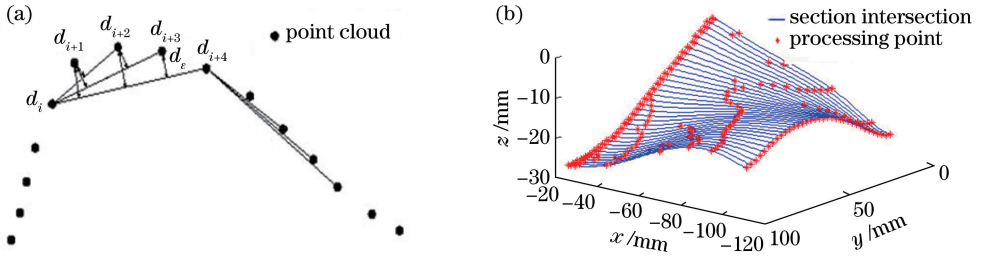 (a)
d_i
d_{i+1}
d_{i+2}
d_{i+3}
d_ε
d_{i+4}
point cloud
(b)
section intersection
processing point
z /mm
0
-10
-20
-30
-20
-40
-60
-80
-100
-120
x /mm
100
50
0
y /mm